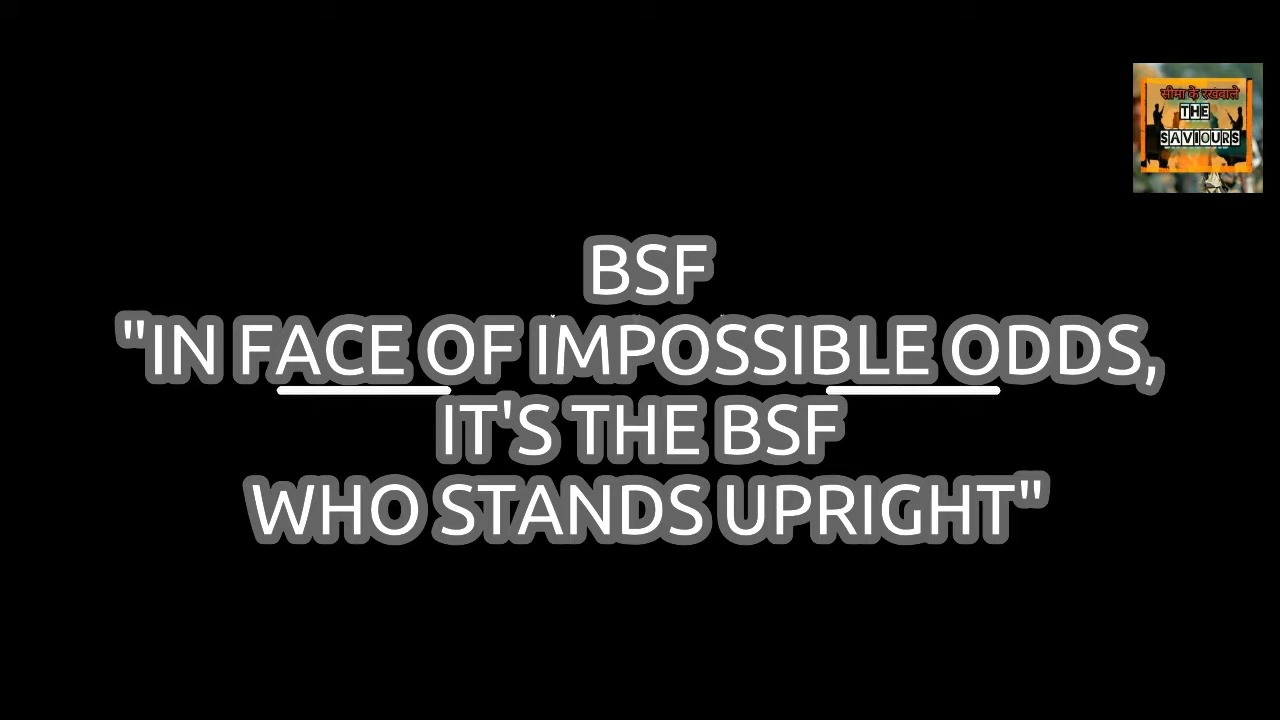 सीमा के रखवाले
THE
SAVIOURS
BSF
"IN FACE OF IMPOSSIBLE ODDS,
IT'S THE BSF
WHO STANDS UPRIGHT"